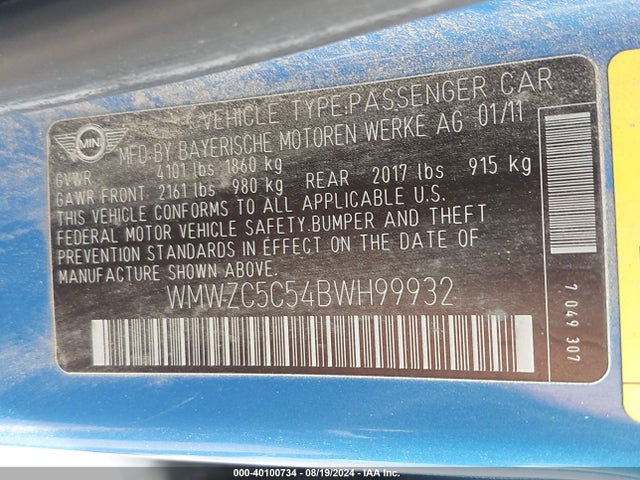 VEHICLE TYPE:PASSENGER CAR
MINI
MFD BY BAYERISCHE MOTOREN WERKE AG 01/11
GVWR 4101 lbs 1860 kg
GAWR FRONT 2161 lbs 980 kg REAR 2017 lbs 915 kg
THIS VEHICLE CONFORMS TO ALL APPLICABLE U.S.
FEDERAL MOTOR VEHICLE SAFETY.BUMPER AND THEFT
PREVENTION STANDARDS IN EFFECT ON THE DATE OF
MANUFACTURE SHOWN ABOVE
WMWZC5C54BWH99932
7 049 307
000-40100734 - 08/19/2024 - IAA Inc.